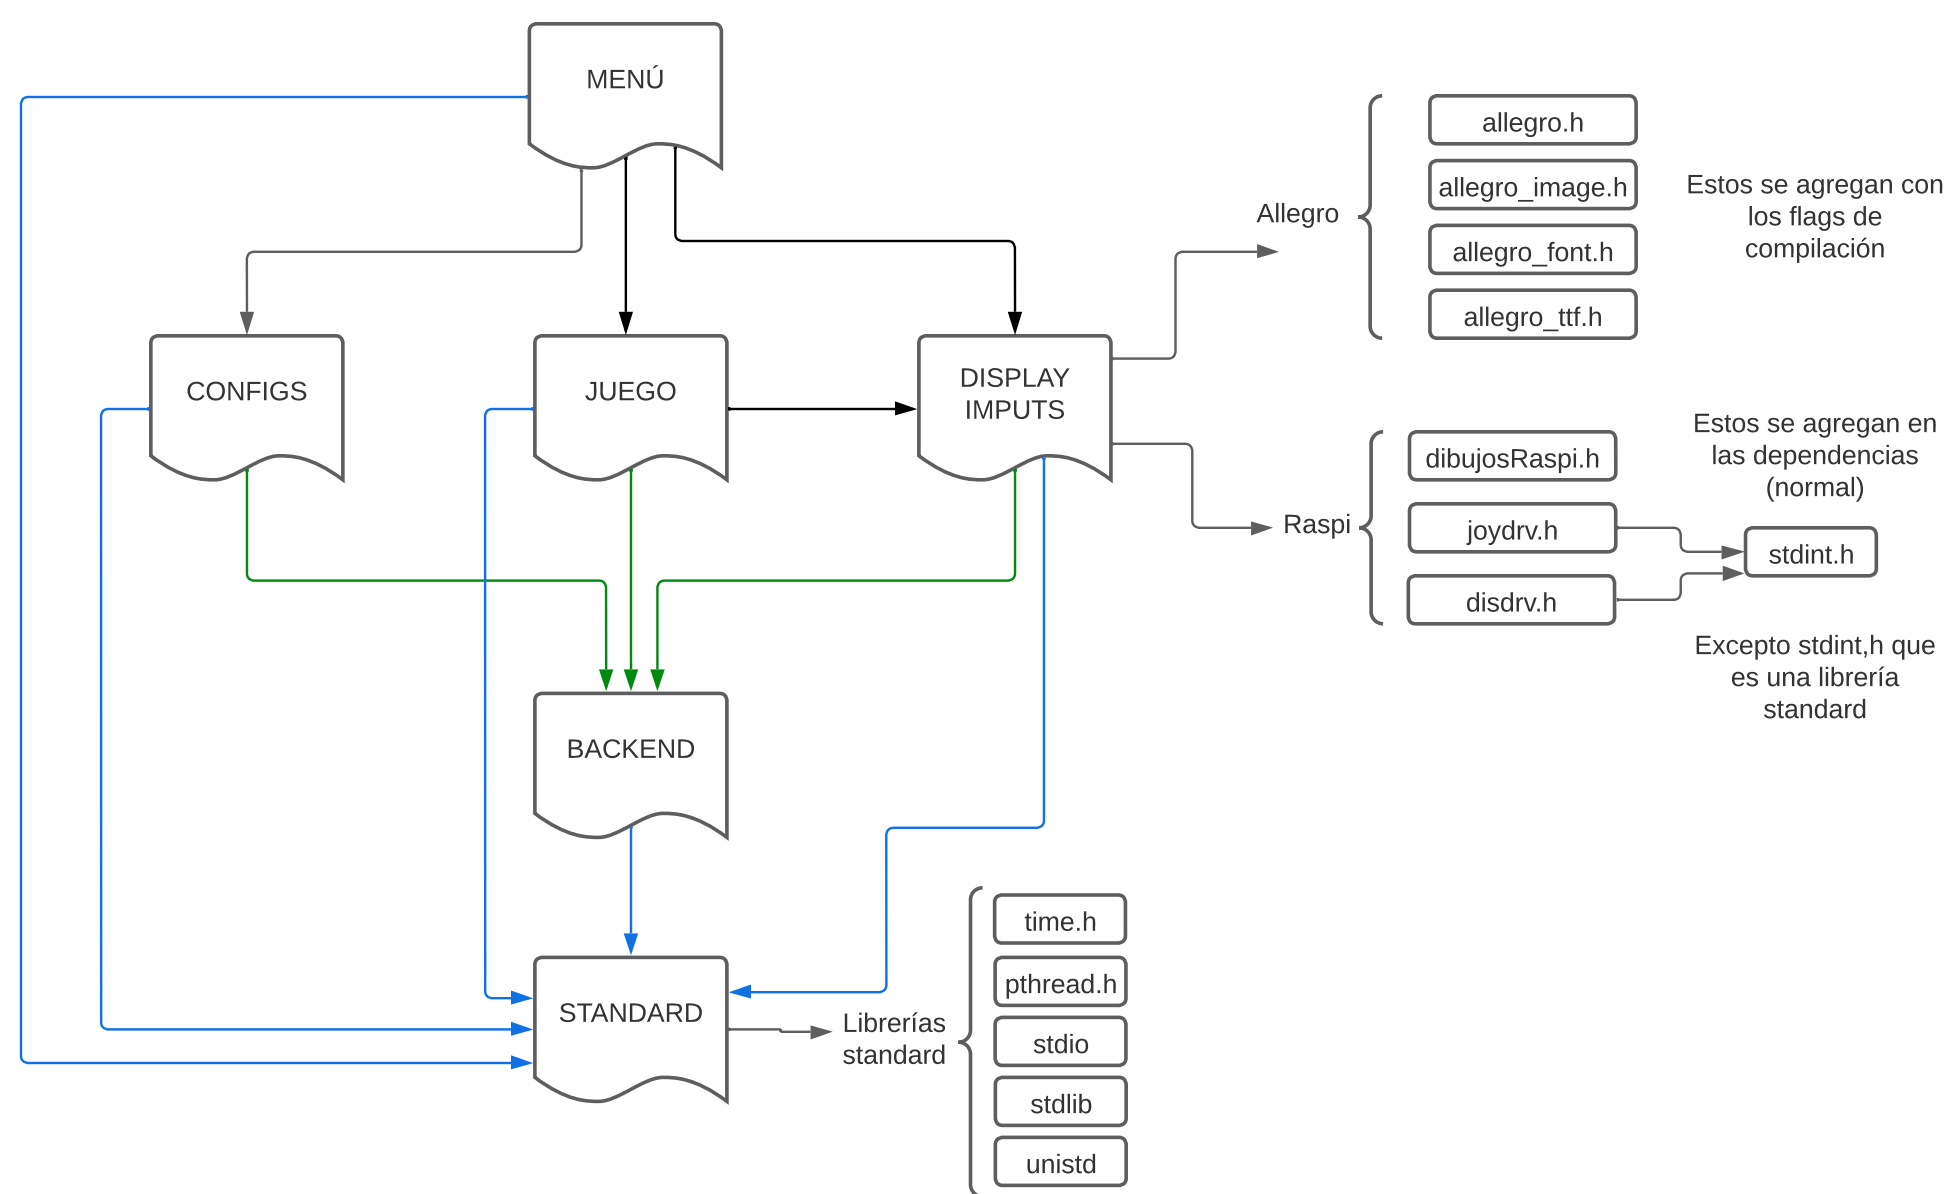 MENÚ
CONFIGS
JUEGO
DISPLAY
IMPUTS
BACKEND
STANDARD
Librerías
standard
time.h
pthread.h
stdio
stdlib
unistd
Allegro
allegro.h
allegro_image.h
allegro_font.h
allegro_ttf.h
Estos se agregan con
los flags de
compilación
Raspi
dibujosRaspi.h
joydrv.h
disdrv.h
Estos se agregan en
las dependencias
(normal)
stdint.h
Excepto stdint,h que
es una librería
standard